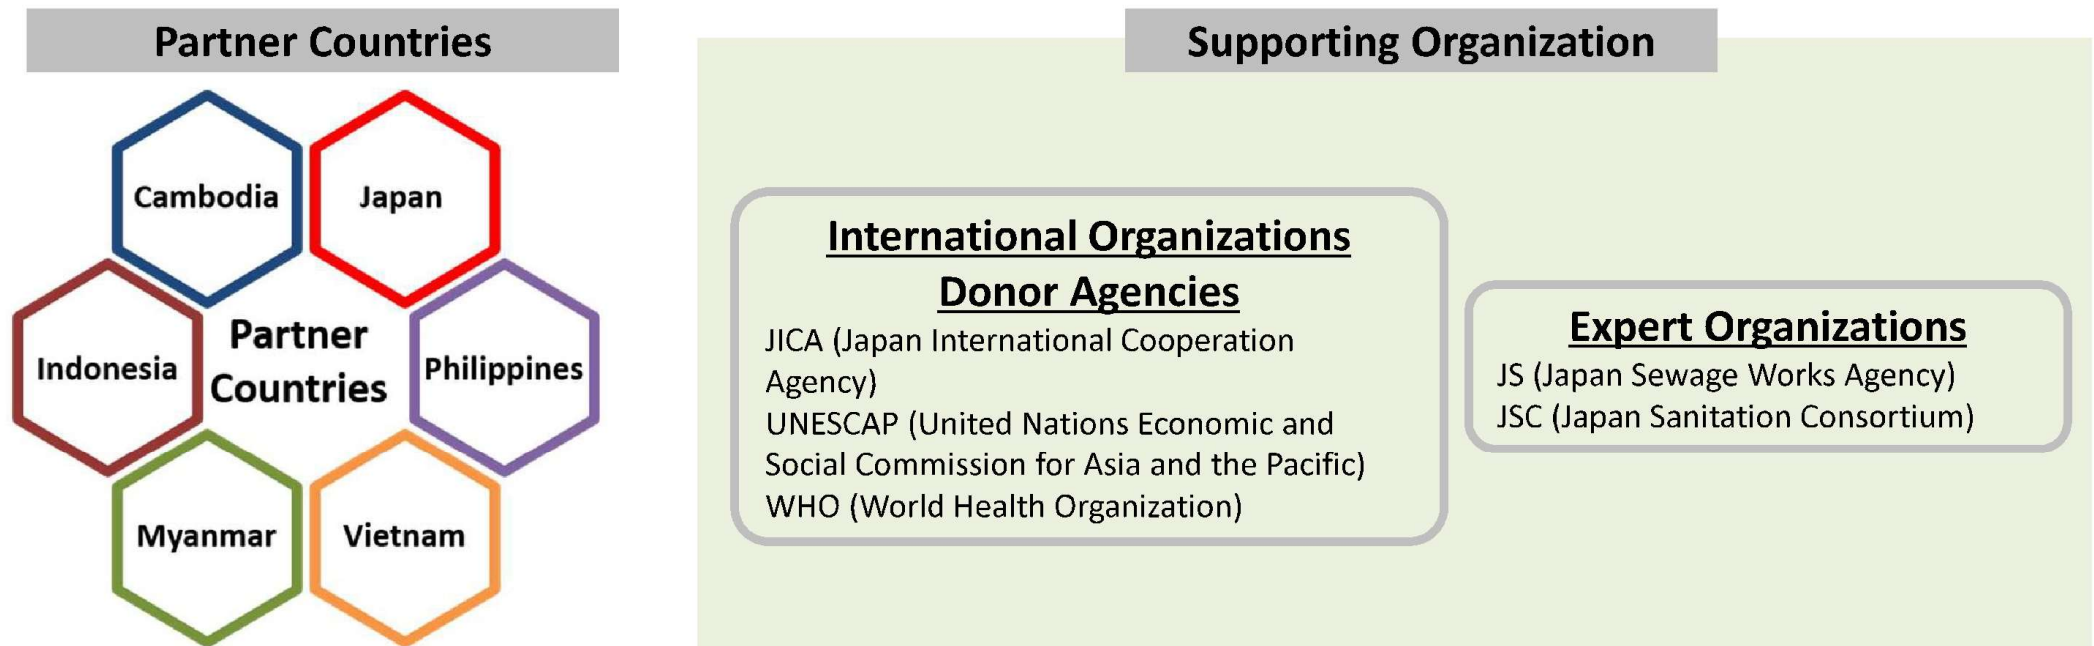 Partner Countries
Cambodia
Japan
Indonesia
Partner
Countries
Philippines
Myanmar
Vietnam
Supporting Organization
International Organizations
Donor Agencies
JICA (Japan International Cooperation
Agency)
UNESCAP (United Nations Economic and
Social Commission for Asia and the Pacific)
WHO (World Health Organization)
Expert Organizations
JS (Japan Sewage Works Agency)
JSC (Japan Sanitation Consortium)